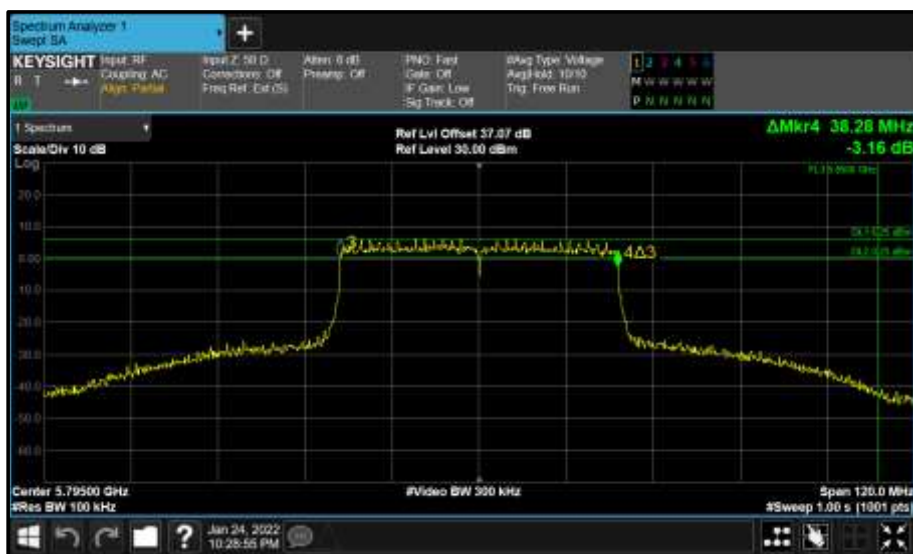 Spectrum Analyzer 1
Swept SA
KEYSIGHT
R T
Input: RF
Coupling: AC
Align: Partial
Input Z: 50 Ω
Corrections: Off
Freq Ref: Ext (S)
Atten: 6 dB
Preamp: Off
PNO: Fast
Gate: Off
IF Gain: Low
Sig Track: Off
#Avg Type: Voltage
Avg|Hold: 10/10
Trig: Free Run
1 2 3 4 5 6
M W W W W W
P N N N N N
1 Spectrum
Scale/Div 10 dB
Log
Ref Lvl Offset 37.07 dB
Ref Level 30.00 dBm
ΔMkr4 38.28 MHz
-3.16 dB
20.0
10.0
0.00
-10.0
-20.0
-30.0
-40.0
-50.0
-60.0
3
4Δ3
Center 5.79500 GHz
#Res BW 100 kHz
#Video BW 300 kHz
Span 120.0 MHz
#Sweep 1.00 s (1001 pts)
?
Jan 24, 2022
10:28:55 PM